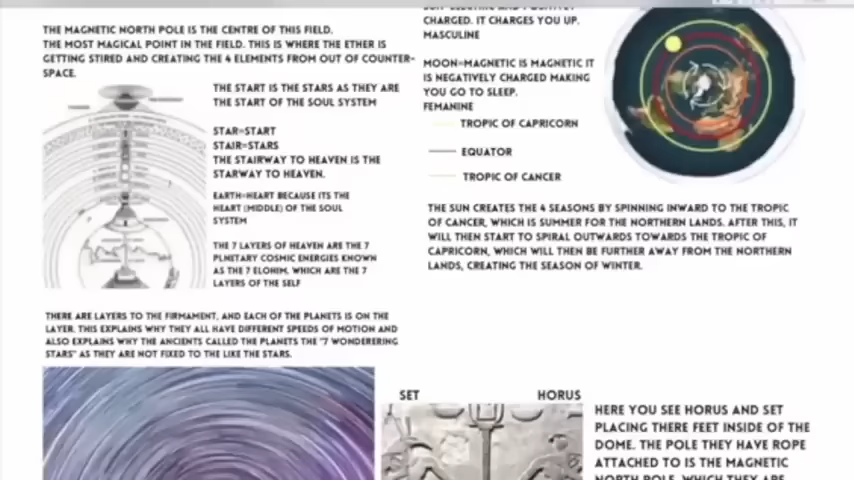 THE MAGNETIC NORTH POLE IS THE CENTRE OF THIS FIELD.
THE MOST MAGICAL POINT IN THE FIELD. THIS IS WHERE THE ETHER IS
GETTING STIRED AND CREATING THE 4 ELEMENTS FROM OUT OF COUNTER-
SPACE.
THE START IS THE STARS AS THEY ARE
THE START OF THE SOUL SYSTEM
STAR=START
STAIR=STARS
THE STAIRWAY TO HEAVEN IS THE
STARWAY TO HEAVEN.
EARTH=HEART BECAUSE ITS THE
HEART (MIDDLE) OF THE SOUL
SYSTEM
THE 7 LAYERS OF HEAVEN ARE THE 7
PLNETARY COSMIC ENERGIES KNOWN
AS THE 7 ELOHIM. WHICH ARE THE 7
LAYERS OF THE SELF
THERE ARE LAYERS TO THE FIRMAMENT, AND EACH OF THE PLANETS IS ON THE
LAYER. THIS EXPLAINS WHY THEY ALL HAVE DIFFERENT SPEEDS OF MOTION AND
ALSO EXPLAINS WHY THE ANCIENTS CALLED THE PLANETS THE "7 WONDERERING
STARS" AS THEY ARE NOT FIXED TO THE LIKE THE STARS.
CHARGED. IT CHARGES YOU UP.
MASCULINE
MOON=MAGNETIC IS MAGNETIC IT
IS NEGATIVELY CHARGED MAKING
YOU GO TO SLEEP.
FEMANINE
TROPIC OF CAPRICORN
EQUATOR
TROPIC OF CANCER
THE SUN CREATES THE 4 SEASONS BY SPINNING INWARD TO THE TROPIC
OF CANCER, WHICH IS SUMMER FOR THE NORTHERN LANDS. AFTER THIS, IT
WILL THEN START TO SPIRAL OUTWARDS TOWARDS THE TROPIC OF
CAPRICORN, WHICH WILL THEN BE FURTHER AWAY FROM THE NORTHERN
LANDS, CREATING THE SEASON OF WINTER.
SET HORUS
HERE YOU SEE HORUS AND SET
PLACING THERE FEET INSIDE OF THE
DOME. THE POLE THEY HAVE ROPE
ATTACHED TO IS THE MAGNETIC
NORTH POLE, WHICH THEY ARE